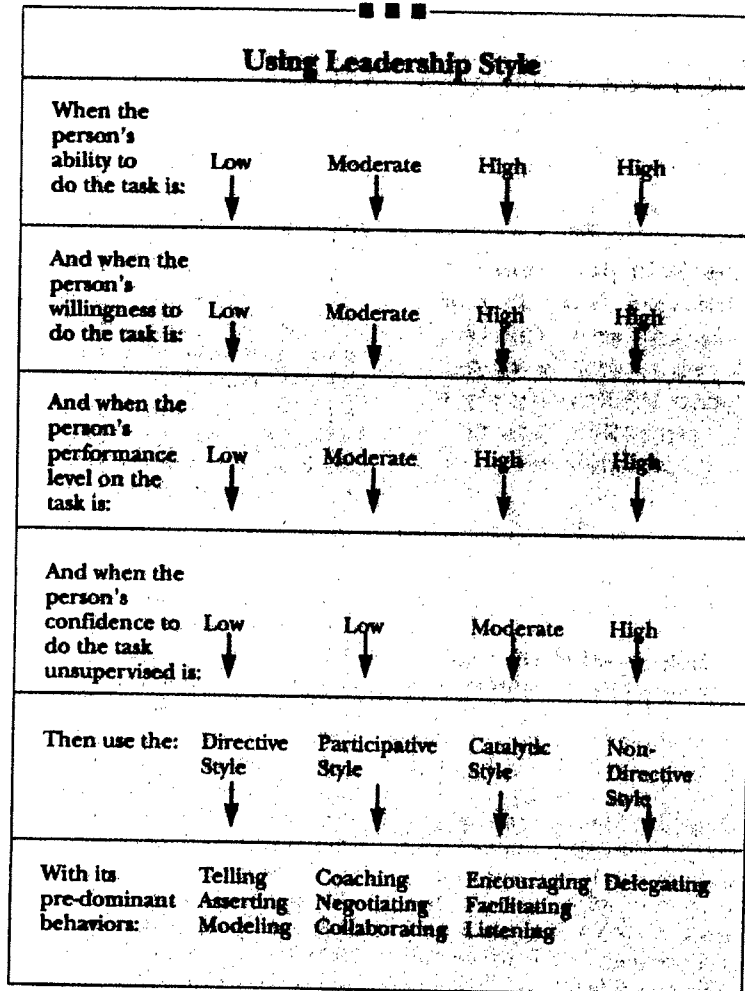 Using Leadership Style
When the
person's
ability to Low Moderate High High
do the task is:
And when the
person's
willingness to Low Moderate High High
do the task is:
And when the
person's
performance Low Moderate High High
level on the
task is:
And when the
person's
confidence to Low Low Moderate High
do the task
unsupervised is:
Then use the: Directive Participative Catalytic Non-
Style Style Style Directive
Style
With its Telling Coaching Encouraging Delegating
pre-dominant Asserting Negotiating Facilitating
behaviors: Modeling Collaborating Listening